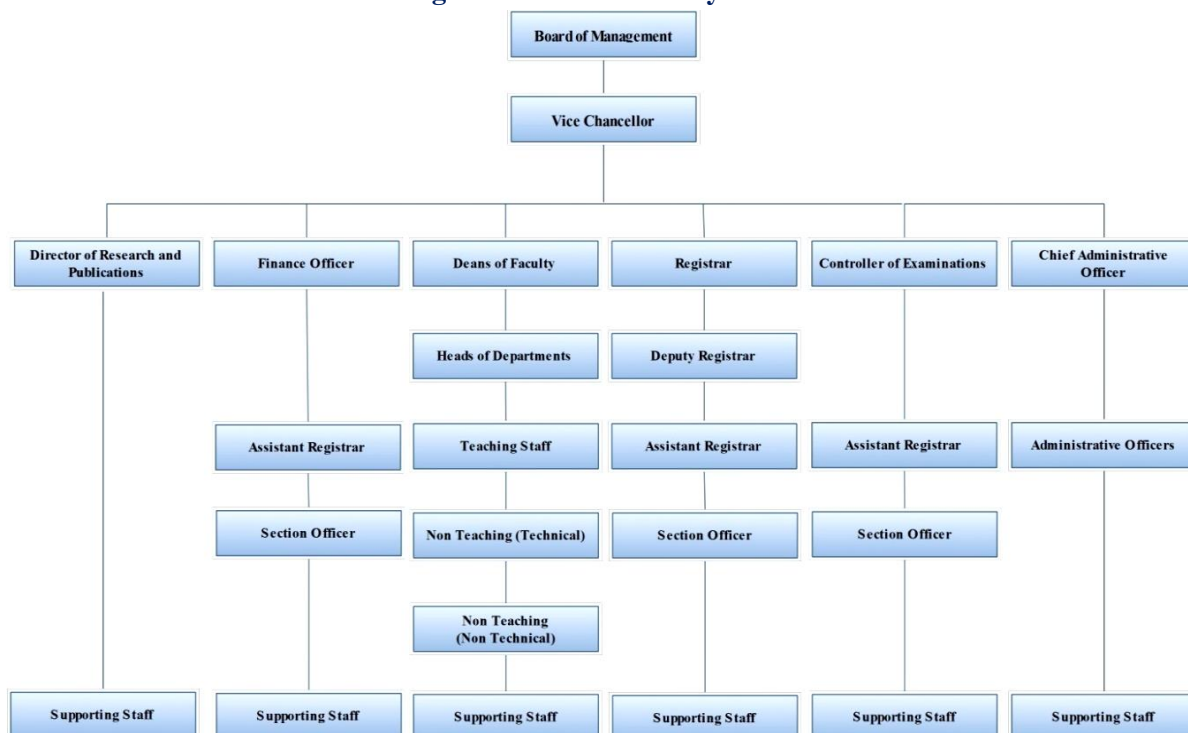 Board of Management
Vice Chancellor
Director of Research and
Publications
Finance Officer
Deans of Faculty
Registrar
Controller of Examinations
Chief Administrative
Officer
Heads of Departments
Deputy Registrar
Assistant Registrar
Teaching Staff
Assistant Registrar
Assistant Registrar
Administrative Officers
Section Officer
Non Teaching (Technical)
Section Officer
Section Officer
Non Teaching
(Non Technical)
Supporting Staff
Supporting Staff
Supporting Staff
Supporting Staff
Supporting Staff
Supporting Staff